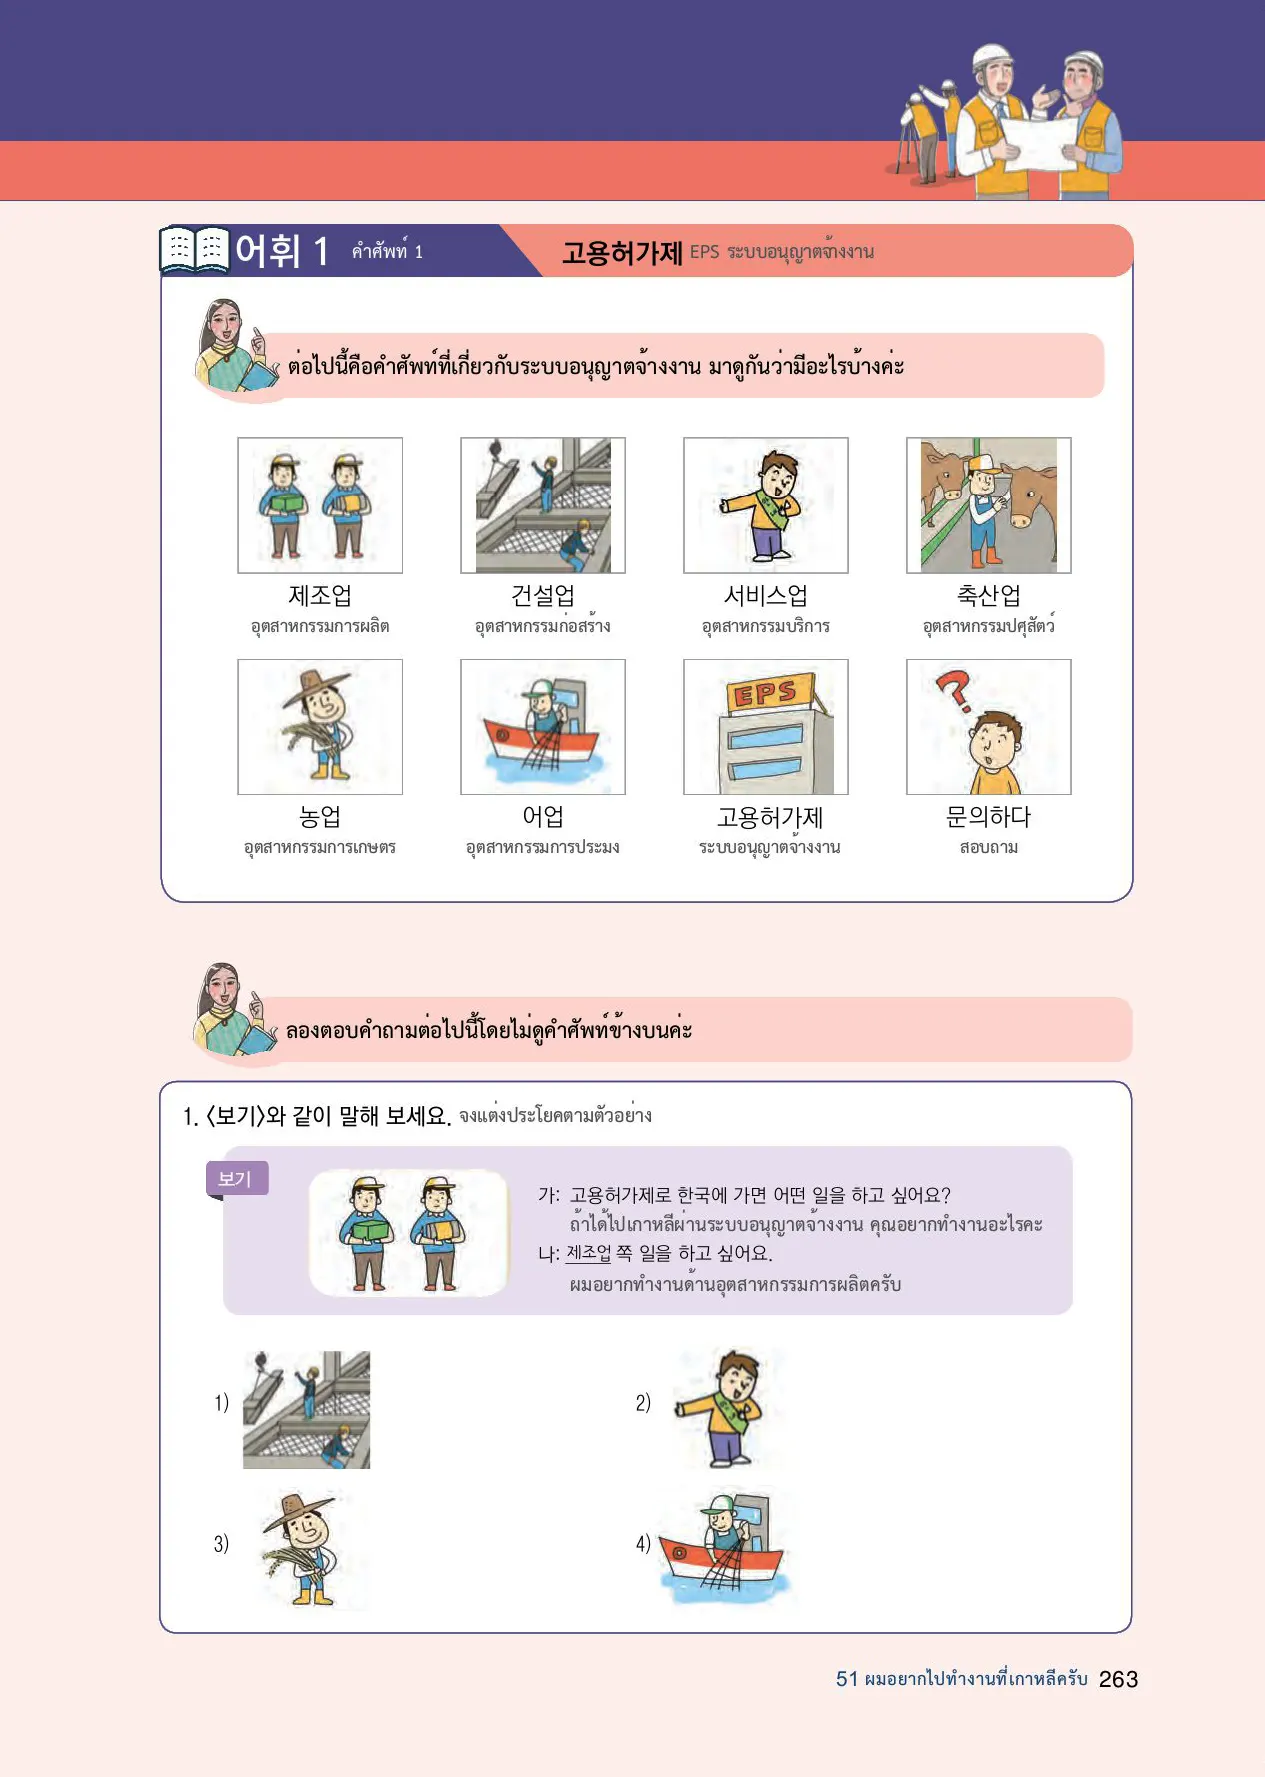 어휘 1 คำศัพท์ 1 고용허가제 EPS ระบบอนุญาตจ้างงาน
ต่อไปนี้คือคำศัพท์ที่เกี่ยวกับระบบอนุญาตจ้างงาน มาดูกันว่ามีอะไรบ้างค่ะ
제조업 건설업 서비스업 축산업
อุตสาหกรรมการผลิต อุตสาหกรรมก่อสร้าง อุตสาหกรรมบริการ อุตสาหกรรมปศุสัตว์
EPS
농업 어업 고용허가제 문의하다
อุตสาหกรรมการเกษตร อุตสาหกรรมการประมง ระบบอนุญาตจ้างงาน สอบถาม
ลองตอบคำถามต่อไปนี้โดยไม่ดูคำศัพท์ข้างบนค่ะ
1. <보기>와 같이 말해 보세요. จงแต่งประโยคตามตัวอย่าง
보기
가: 고용허가제로 한국에 가면 어떤 일을 하고 싶어요?
ถ้าได้ไปเกาหลีผ่านระบบอนุญาตจ้างงาน คุณอยากทำงานอะไรคะ
나: 제조업 쪽 일을 하고 싶어요.
ผมอยากทำงานด้านอุตสาหกรรมการผลิตครับ
1) 2)
3) 4)
51 ผมอยากไปทำงานที่เกาหลีครับ 263